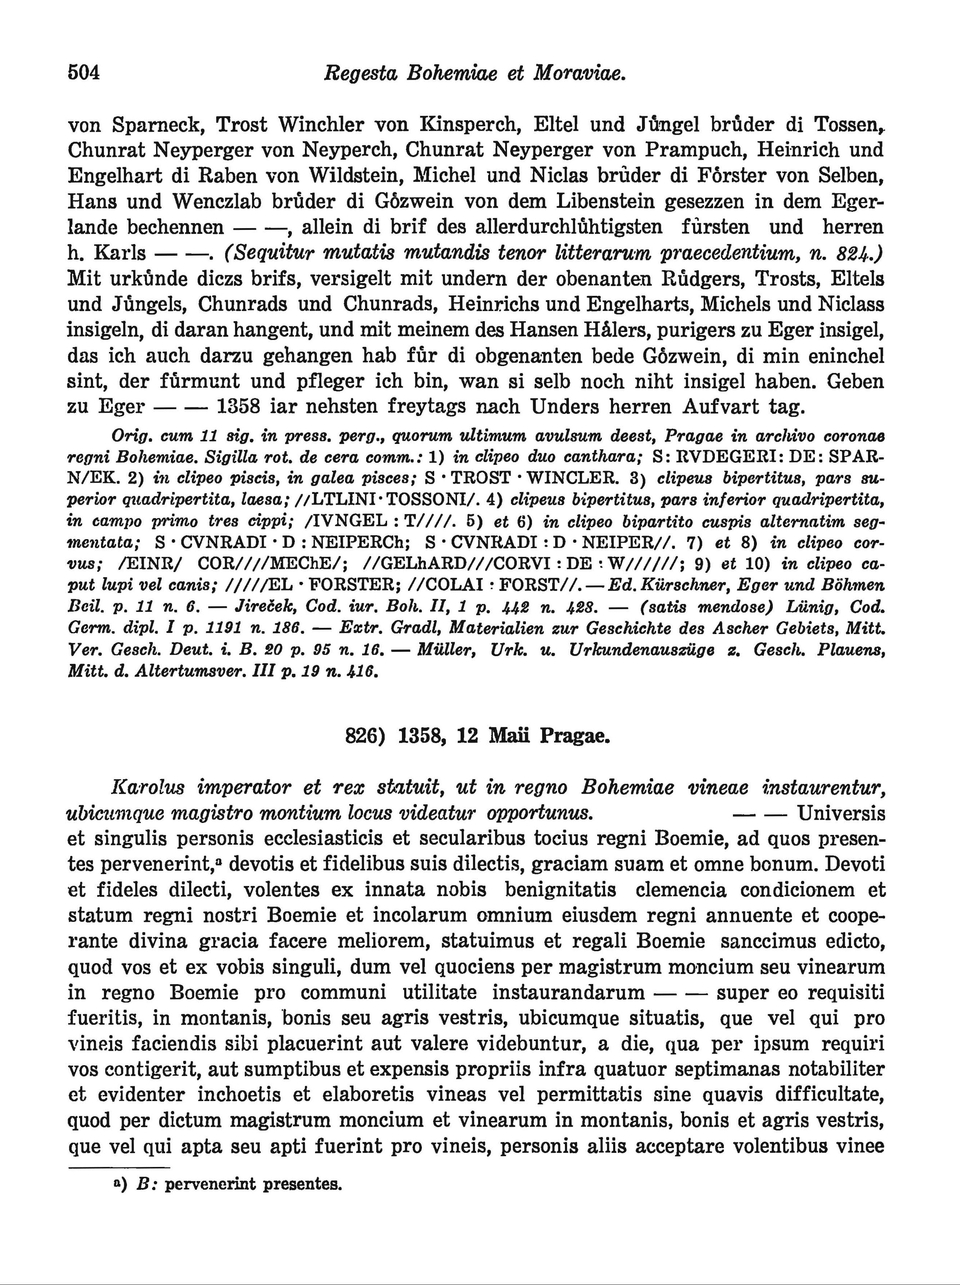 504 Regesta Bohemiae et Moraviae.
von Sparneck, Trost Winchler von Kinsperch, Eltel und Jůngel brůder di Tossen,
Chunrat Neyperger von Neyperch, Chunrat Neyperger von Prampuch, Heinrich und
Engelhart di Raben von Wildstein, Michel und Niclas brůder di Fórster von Selben,
Hans und Wenczlab brůder di Gózwein von dem Libenstein gesezzen in dem Eger-
lande bechennen — —, allein di brif des allerdurchlůhtigsten fůrsten und herren
h. Karls — —. (Sequitur mutatis mutandis tenor litterarum praecedentium, n. 824.)
Mit urkůnde diczs brifs, versigelt mit undern der obenanten Růdgers, Trosts, Eltels
und Jůngels, Chunrads und Chunrads, Heinrichs und Engelharts, Michels und Niclass
insigeln, di daran hangent, und mit meinem des Hansen Hålers, purigers zu Eger insigel,
das ich auch darzu gehangen hab fůr di obgenanten bede Gózwein, di min eninchel
sint, der fůrmunt und pfleger ich bin, wan si selb noch niht insigel haben. Geben
zu Eger — — 1358 iar nehsten freytags nach Unders herren Aufvart tag.
Orig. cum 11 sig. in press. perg., quorum ultimum avulsum deest, Pragae in archivo coronae
regni Bohemiae. Sigilla rot. de cera comm.: 1) in clipeo duo canthara; S: RVDEGERI: DE: SPAR-
N/EK. 2) in clipeo piscis, in galea pisces; S · TROST · WINCLER. 3) clipeus bipertitus, pars su-
perior quadripertita, laesa; //LTLINI · TOSSONI/. 4) clipeus bipertitus, pars inferior quadripertita,
in campo primo tres cippi; /IVNGEL : T////. 5) et 6) in clipeo bipartito cuspis alternatim seg-
mentata; S · CVNRADI · D : NEIPERCh; S · CVNRADI : D · NEIPER//. 7) et 8) in clipeo cor-
vus; /EINR/ COR////MEChE/; //GELhARD///CORVI : DE : W//////; 9) et 10) in clipeo ca-
put lupi vel canis; /////EL · FORSTER; //COLAI : FORST//. — Ed. Kürschner, Eger und Böhmen
Beil. p. 11 n. 6. — Jireček, Cod. iur. Boh. II, 1 p. 442 n. 428. — (satis mendose) Lünig, Cod.
Germ. dipl. I p. 1191 n. 186. — Extr. Gradl, Materialien zur Geschichte des Ascher Gebiets, Mitt.
Ver. Gesch. Deut. i. B. 20 p. 95 n. 16. — Müller, Urk. u. Urkundenauszüge z. Gesch. Plauens,
Mitt. d. Altertumsver. III p. 19 n. 416.
826) 1358, 12 Maii Pragae.
Karolus imperator et rex statuit, ut in regno Bohemiae vineae instaurentur,
ubicumque magistro montium locus videatur opportunus. — — Universis
et singulis personis ecclesiasticis et secularibus tocius regni Boemie, ad quos presen-
tes pervenerint,ᵃ devotis et fidelibus suis dilectis, graciam suam et omne bonum. Devoti
et fideles dilecti, volentes ex innata nobis benignitatis clemencia condicionem et
statum regni nostri Boemie et incolarum omnium eiusdem regni annuente et coope-
rante divina gracia facere meliorem, statuimus et regali Boemie sanccimus edicto,
quod vos et ex vobis singuli, dum vel quociens per magistrum moncium seu vinearum
in regno Boemie pro communi utilitate instaurandarum — — super eo requisiti
fueritis, in montanis, bonis seu agris vestris, ubicumque situatis, que vel qui pro
vineis faciendis sibi placuerint aut valere videbuntur, a die, qua per ipsum requiri
vos contigerit, aut sumptibus et expensis propriis infra quatuor septimanas notabiliter
et evidenter inchoetis et elaboretis vineas vel permittatis sine quavis difficultate,
quod per dictum magistrum moncium et vinearum in montanis, bonis et agris vestris,
que vel qui apta seu apti fuerint pro vineis, personis aliis acceptare volentibus vinee
ᵃ) B: pervenerint presentes.